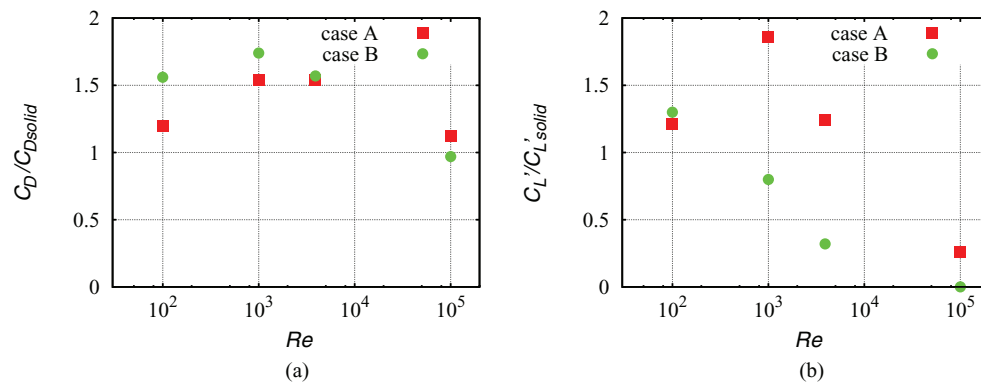 2
1.5
1
0.5
0
case A
case B
C_D/C_Dsolid
10^2
10^3
10^4
10^5
Re
(a)
2
1.5
1
0.5
0
case A
case B
C_L'/C_L'solid
10^2
10^3
10^4
10^5
Re
(b)